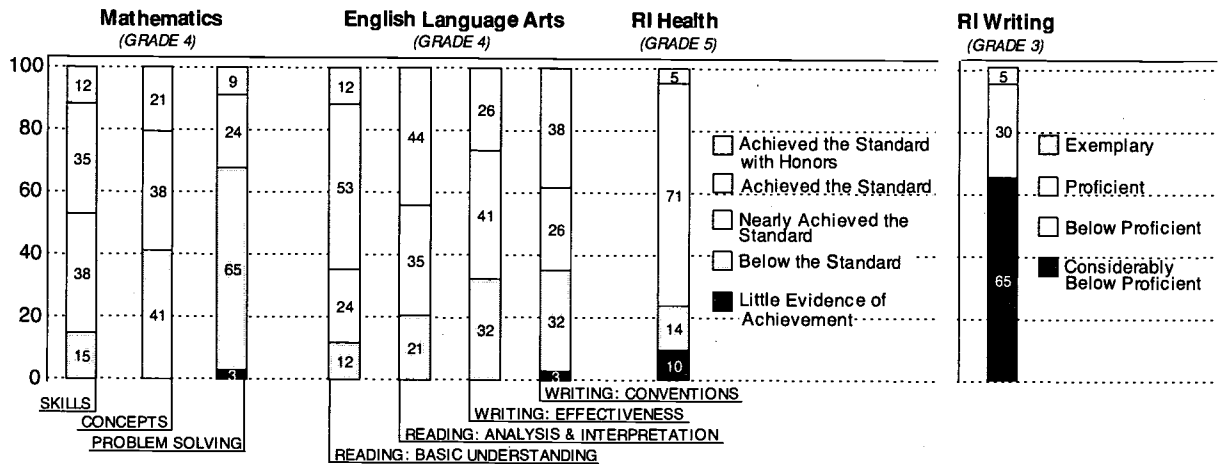 Mathematics
(GRADE 4)
English Language Arts
(GRADE 4)
RI Health
(GRADE 5)
RI Writing
(GRADE 3)
100
80
60
40
20
0
12
35
38
15
21
38
41
9
24
65
3
12
53
24
12
44
35
21
26
41
32
38
26
32
3
5
71
14
10
Achieved the Standard
with Honors
Achieved the Standard
Nearly Achieved the
Standard
Below the Standard
Little Evidence of
Achievement
5
30
65
Exemplary
Proficient
Below Proficient
Considerably
Below Proficient
SKILLS
CONCEPTS
PROBLEM SOLVING
WRITING: CONVENTIONS
WRITING: EFFECTIVENESS
READING: ANALYSIS & INTERPRETATION
READING: BASIC UNDERSTANDING